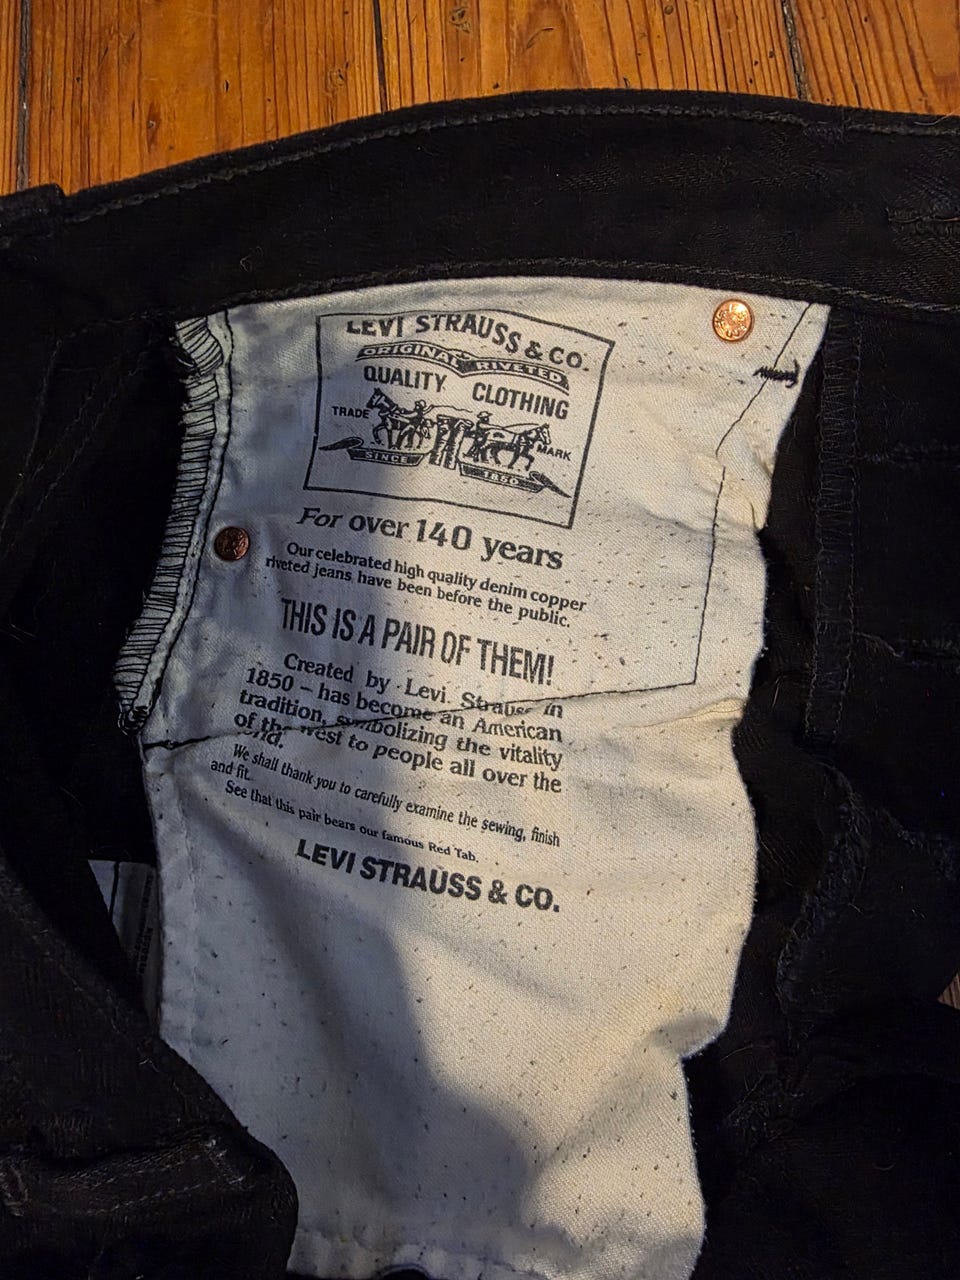 LEVI STRAUSS & CO.
ORIGINAL RIVETED
QUALITY CLOTHING
TRADE MARK
SINCE 1850
For over 140 years
Our celebrated high quality denim copper
riveted jeans have been before the public.
THIS IS A PAIR OF THEM!
Created by Levi. Strauss in
1850 – has become an American
tradition, symbolizing the vitality
of the west to people all over the
We shall thank you to carefully examine the sewing, finish
and fit.
See that this pair bears our famous Red Tab.
LEVI STRAUSS & CO.